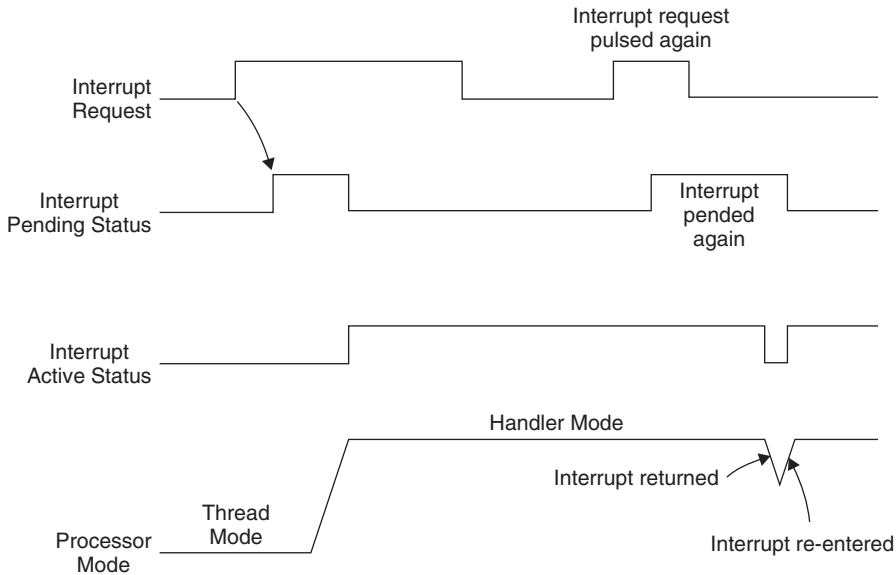 Interrupt request
pulsed again
Interrupt
Request
Interrupt
Pending Status
Interrupt
pended
again
Interrupt
Active Status
Handler Mode
Interrupt returned
Thread
Mode
Interrupt re-entered
Processor
Mode